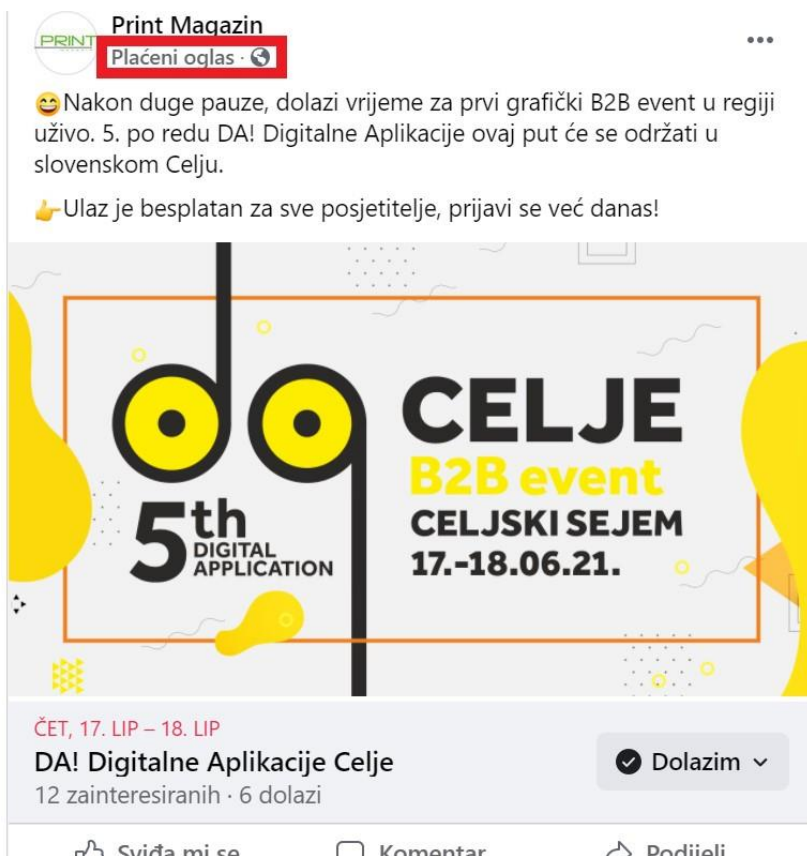 PRINT
Print Magazin
Plaćeni oglas ·
😄Nakon duge pauze, dolazi vrijeme za prvi grafički B2B event u regiji
uživo. 5. po redu DA! Digitalne Aplikacije ovaj put će se održati u
slovenskom Celju.
👉Ulaz je besplatan za sve posjetitelje, prijavi se već danas!
da
5th
DIGITAL
APPLICATION
CELJE
B2B event
CELJSKI SEJEM
17.-18.06.21.
ČET, 17. LIP – 18. LIP
DA! Digitalne Aplikacije Celje
12 zainteresiranih · 6 dolazi
Dolazim
Sviđa mi se
Komentar
Podijeli